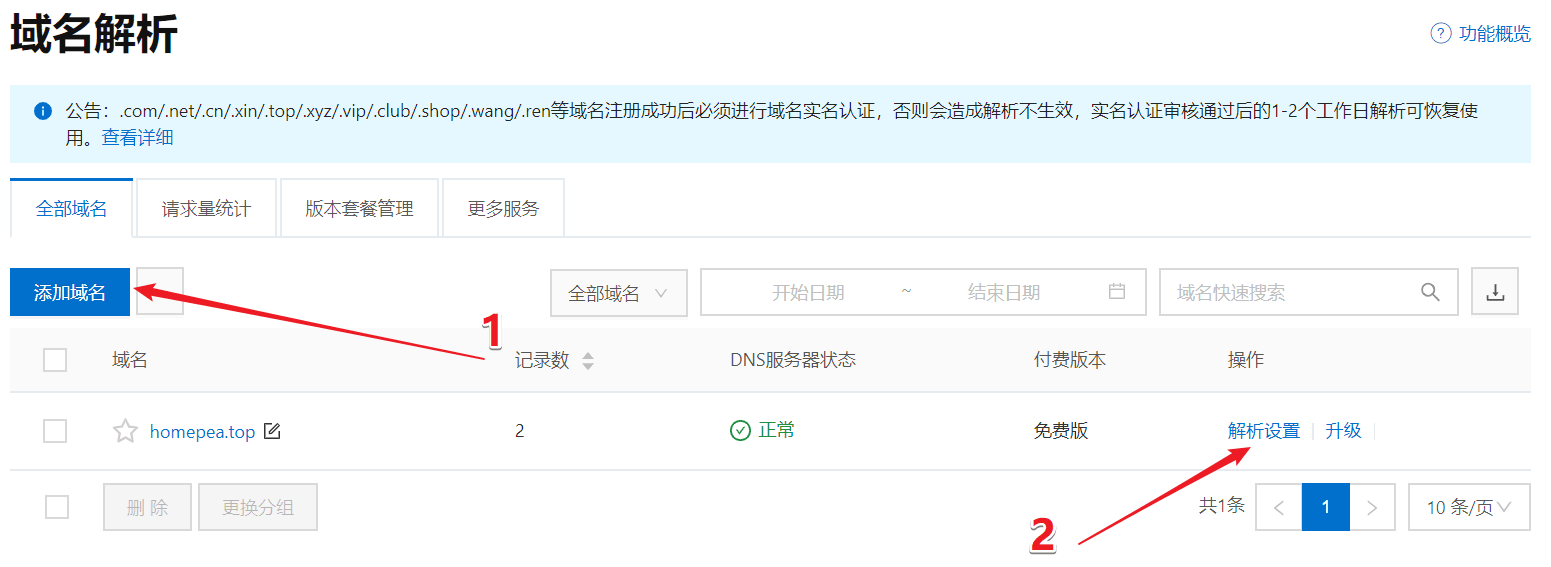 域名解析
? 功能概览
公告：.com/.net/.cn/.xin/.top/.xyz/.vip/.club/.shop/.wang/.ren等域名注册成功后必须进行域名实名认证，否则会造成解析不生效，实名认证审核通过后的1-2个工作日解析可恢复使
用。查看详细
全部域名 请求量统计 版本套餐管理 更多服务
添加域名 全部域名 开始日期 ~ 结束日期 域名快速搜索
1
域名 记录数 DNS服务器状态 付费版本 操作
homepea.top 2 正常 免费版 解析设置 升级
删 除 更换分组 共1条 < 1 > 10 条/页
2